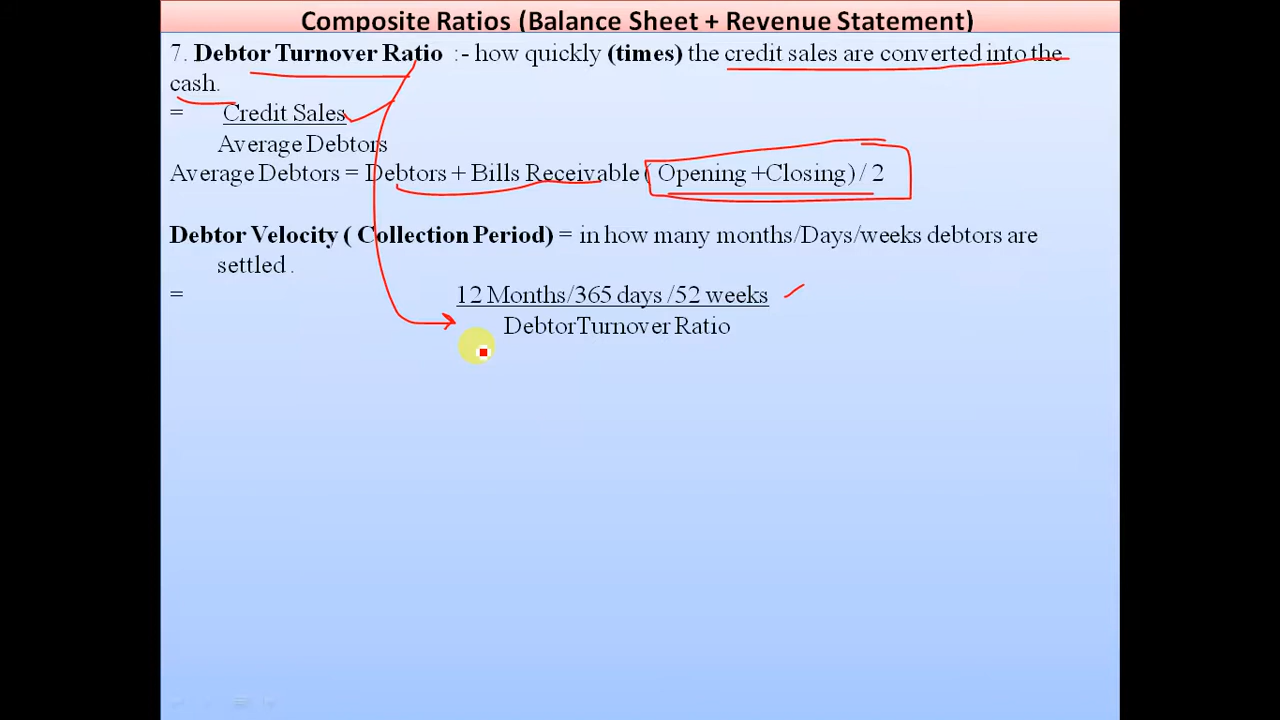 Composite Ratios (Balance Sheet + Revenue Statement)
7. Debtor Turnover Ratio :- how quickly (times) the credit sales are converted into the
cash.
= Credit Sales
Average Debtors
Average Debtors = Debtors + Bills Receivable ( Opening +Closing) / 2
Debtor Velocity ( Collection Period) = in how many months/Days/weeks debtors are
settled .
= 12 Months/365 days /52 weeks
DebtorTurnover Ratio